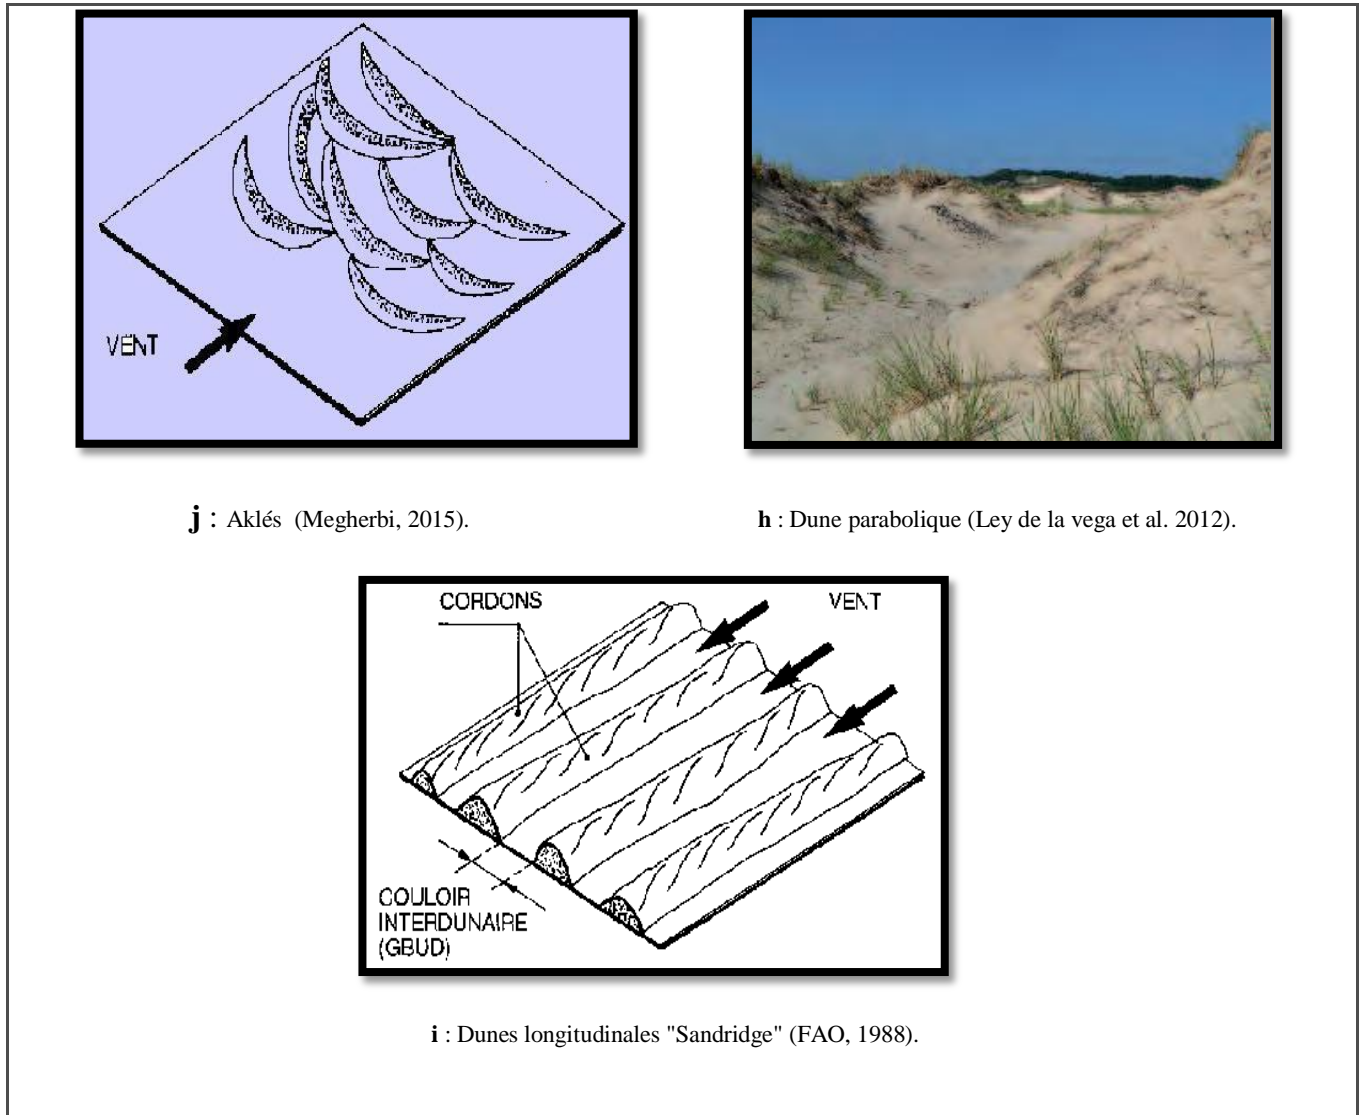 VENT
j : Aklés (Megherbi, 2015).
h : Dune parabolique (Ley de la vega et al. 2012).
CORDONS
VENT
COULOIR
INTERDUNAIRE
(GBUD)
i : Dunes longitudinales "Sandridge" (FAO, 1988).